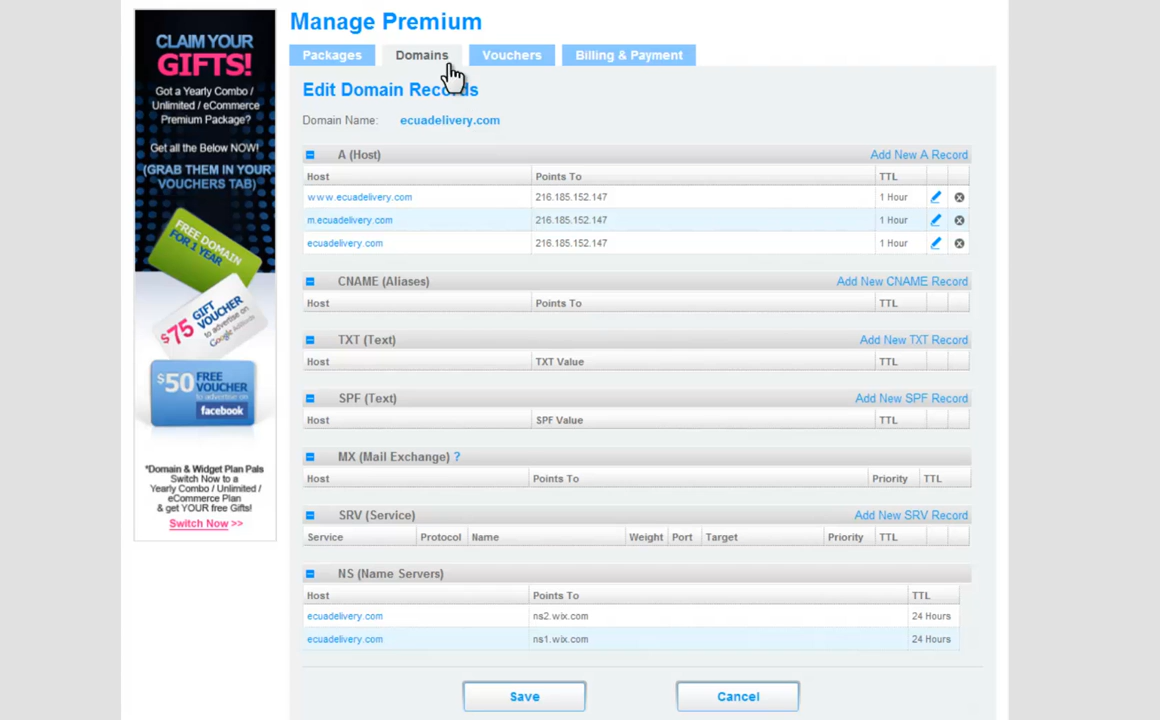 CLAIM YOUR
GIFTS!
Got a Yearly Combo /
Unlimited / eCommerce
Premium Package?
Get all the Below NOW!
(GRAB THEM IN YOUR
VOUCHERS TAB)
FREE DOMAIN
FOR 1 YEAR
$75 GIFT
VOUCHER
to advertise on
Google AdWords
$50 FREE
VOUCHER
to advertise on
facebook
*Domain & Widget Plan Pals
Switch Now to a
Yearly Combo / Unlimited /
eCommerce Plan
& get YOUR free Gifts!
Switch Now >>
Manage Premium
Packages Domains Vouchers Billing & Payment
Edit Domain Records
Domain Name: ecuadelivery.com
A (Host) Add New A Record
Host Points To TTL
www.ecuadelivery.com 216.185.152.147 1 Hour
m.ecuadelivery.com 216.185.152.147 1 Hour
ecuadelivery.com 216.185.152.147 1 Hour
CNAME (Aliases) Add New CNAME Record
Host Points To TTL
TXT (Text) Add New TXT Record
Host TXT Value TTL
SPF (Text) Add New SPF Record
Host SPF Value TTL
MX (Mail Exchange) ?
Host Points To Priority TTL
SRV (Service) Add New SRV Record
Service Protocol Name Weight Port Target Priority TTL
NS (Name Servers)
Host Points To TTL
ecuadelivery.com ns2.wix.com 24 Hours
ecuadelivery.com ns1.wix.com 24 Hours
Save Cancel